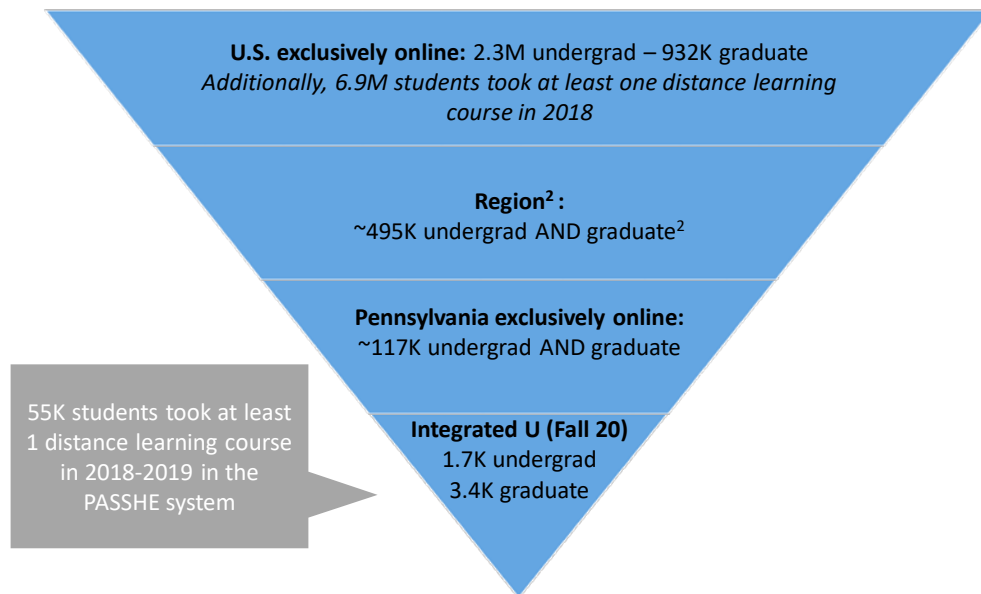 U.S. exclusively online: 2.3M undergrad – 932K graduate
Additionally, 6.9M students took at least one distance learning
course in 2018
Region² :
~495K undergrad AND graduate²
Pennsylvania exclusively online:
~117K undergrad AND graduate
55K students took at least
1 distance learning course
in 2018-2019 in the
PASSHE system
Integrated U (Fall 20)
1.7K undergrad
3.4K graduate